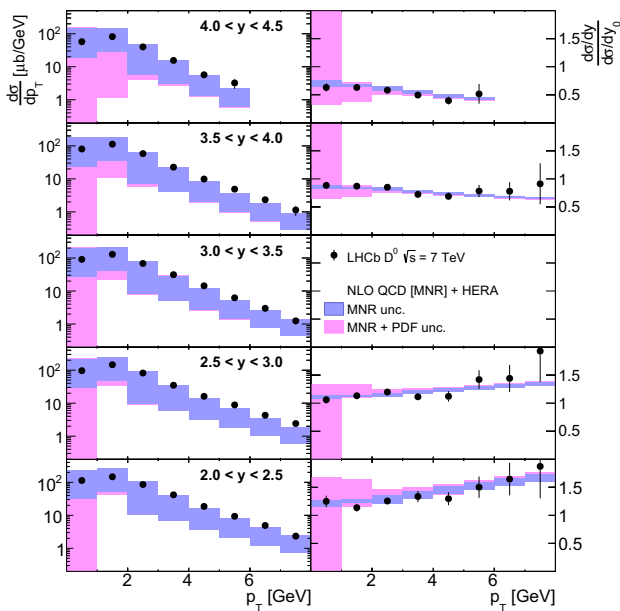 dσ/dp_T [μb/GeV]
10²
10
1
4.0 < y < 4.5
1.5
1
0.5
dσ/dy
dσ/dy₀
10²
10
1
3.5 < y < 4.0
1.5
1
0.5
10²
10
1
3.0 < y < 3.5
LHCb D⁰ √s = 7 TeV
NLO QCD [MNR] + HERA
MNR unc.
MNR + PDF unc.
10²
10
1
2.5 < y < 3.0
1.5
1
0.5
10²
10
1
2.0 < y < 2.5
1.5
1
0.5
2 4 6
p_T [GeV]
0 2 4 6
p_T [GeV]